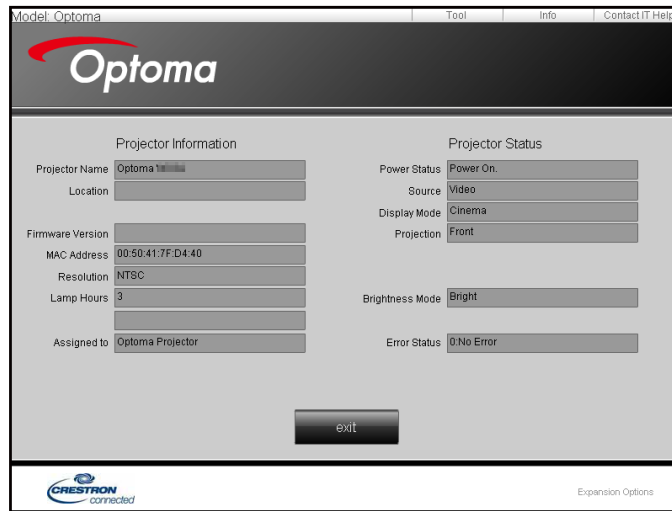 Model: Optoma
Tool Info Contact IT Help
Optoma
Projector Information
Projector Name Optoma
Location
Firmware Version
MAC Address 00:50:41:7F:D4:40
Resolution NTSC
Lamp Hours 3
Assigned to Optoma Projector
Projector Status
Power Status Power On.
Source Video
Display Mode Cinema
Projection Front
Brightness Mode Bright
Error Status 0:No Error
exit
CRESTRON
connected
Expansion Options